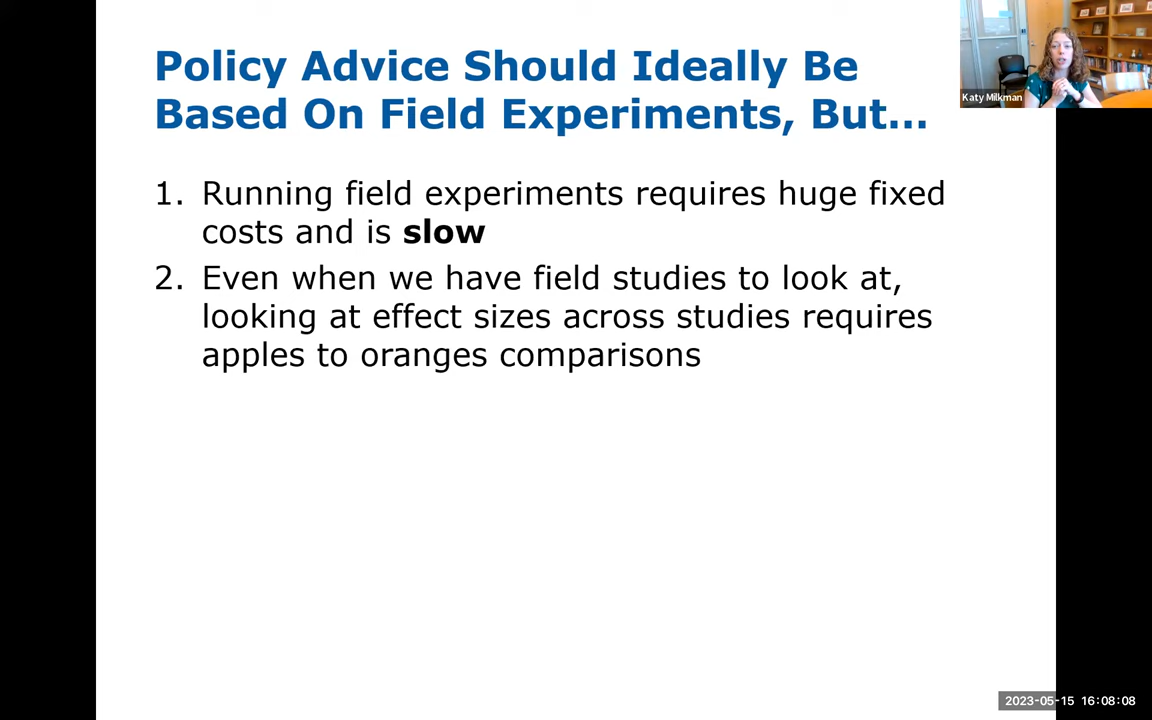 Policy Advice Should Ideally Be
Based On Field Experiments, But...
Katy Milkman
1. Running field experiments requires huge fixed
costs and is slow
2. Even when we have field studies to look at,
looking at effect sizes across studies requires
apples to oranges comparisons
2023-05-15 16:08:08